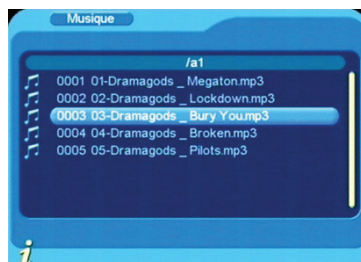 Musique
/a1
0001 01-Dramagods _ Megaton.mp3
0002 02-Dramagods _ Lockdown.mp3
0003 03-Dramagods _ Bury You.mp3
0004 04-Dramagods _ Broken.mp3
0005 05-Dramagods _ Pilots.mp3
i